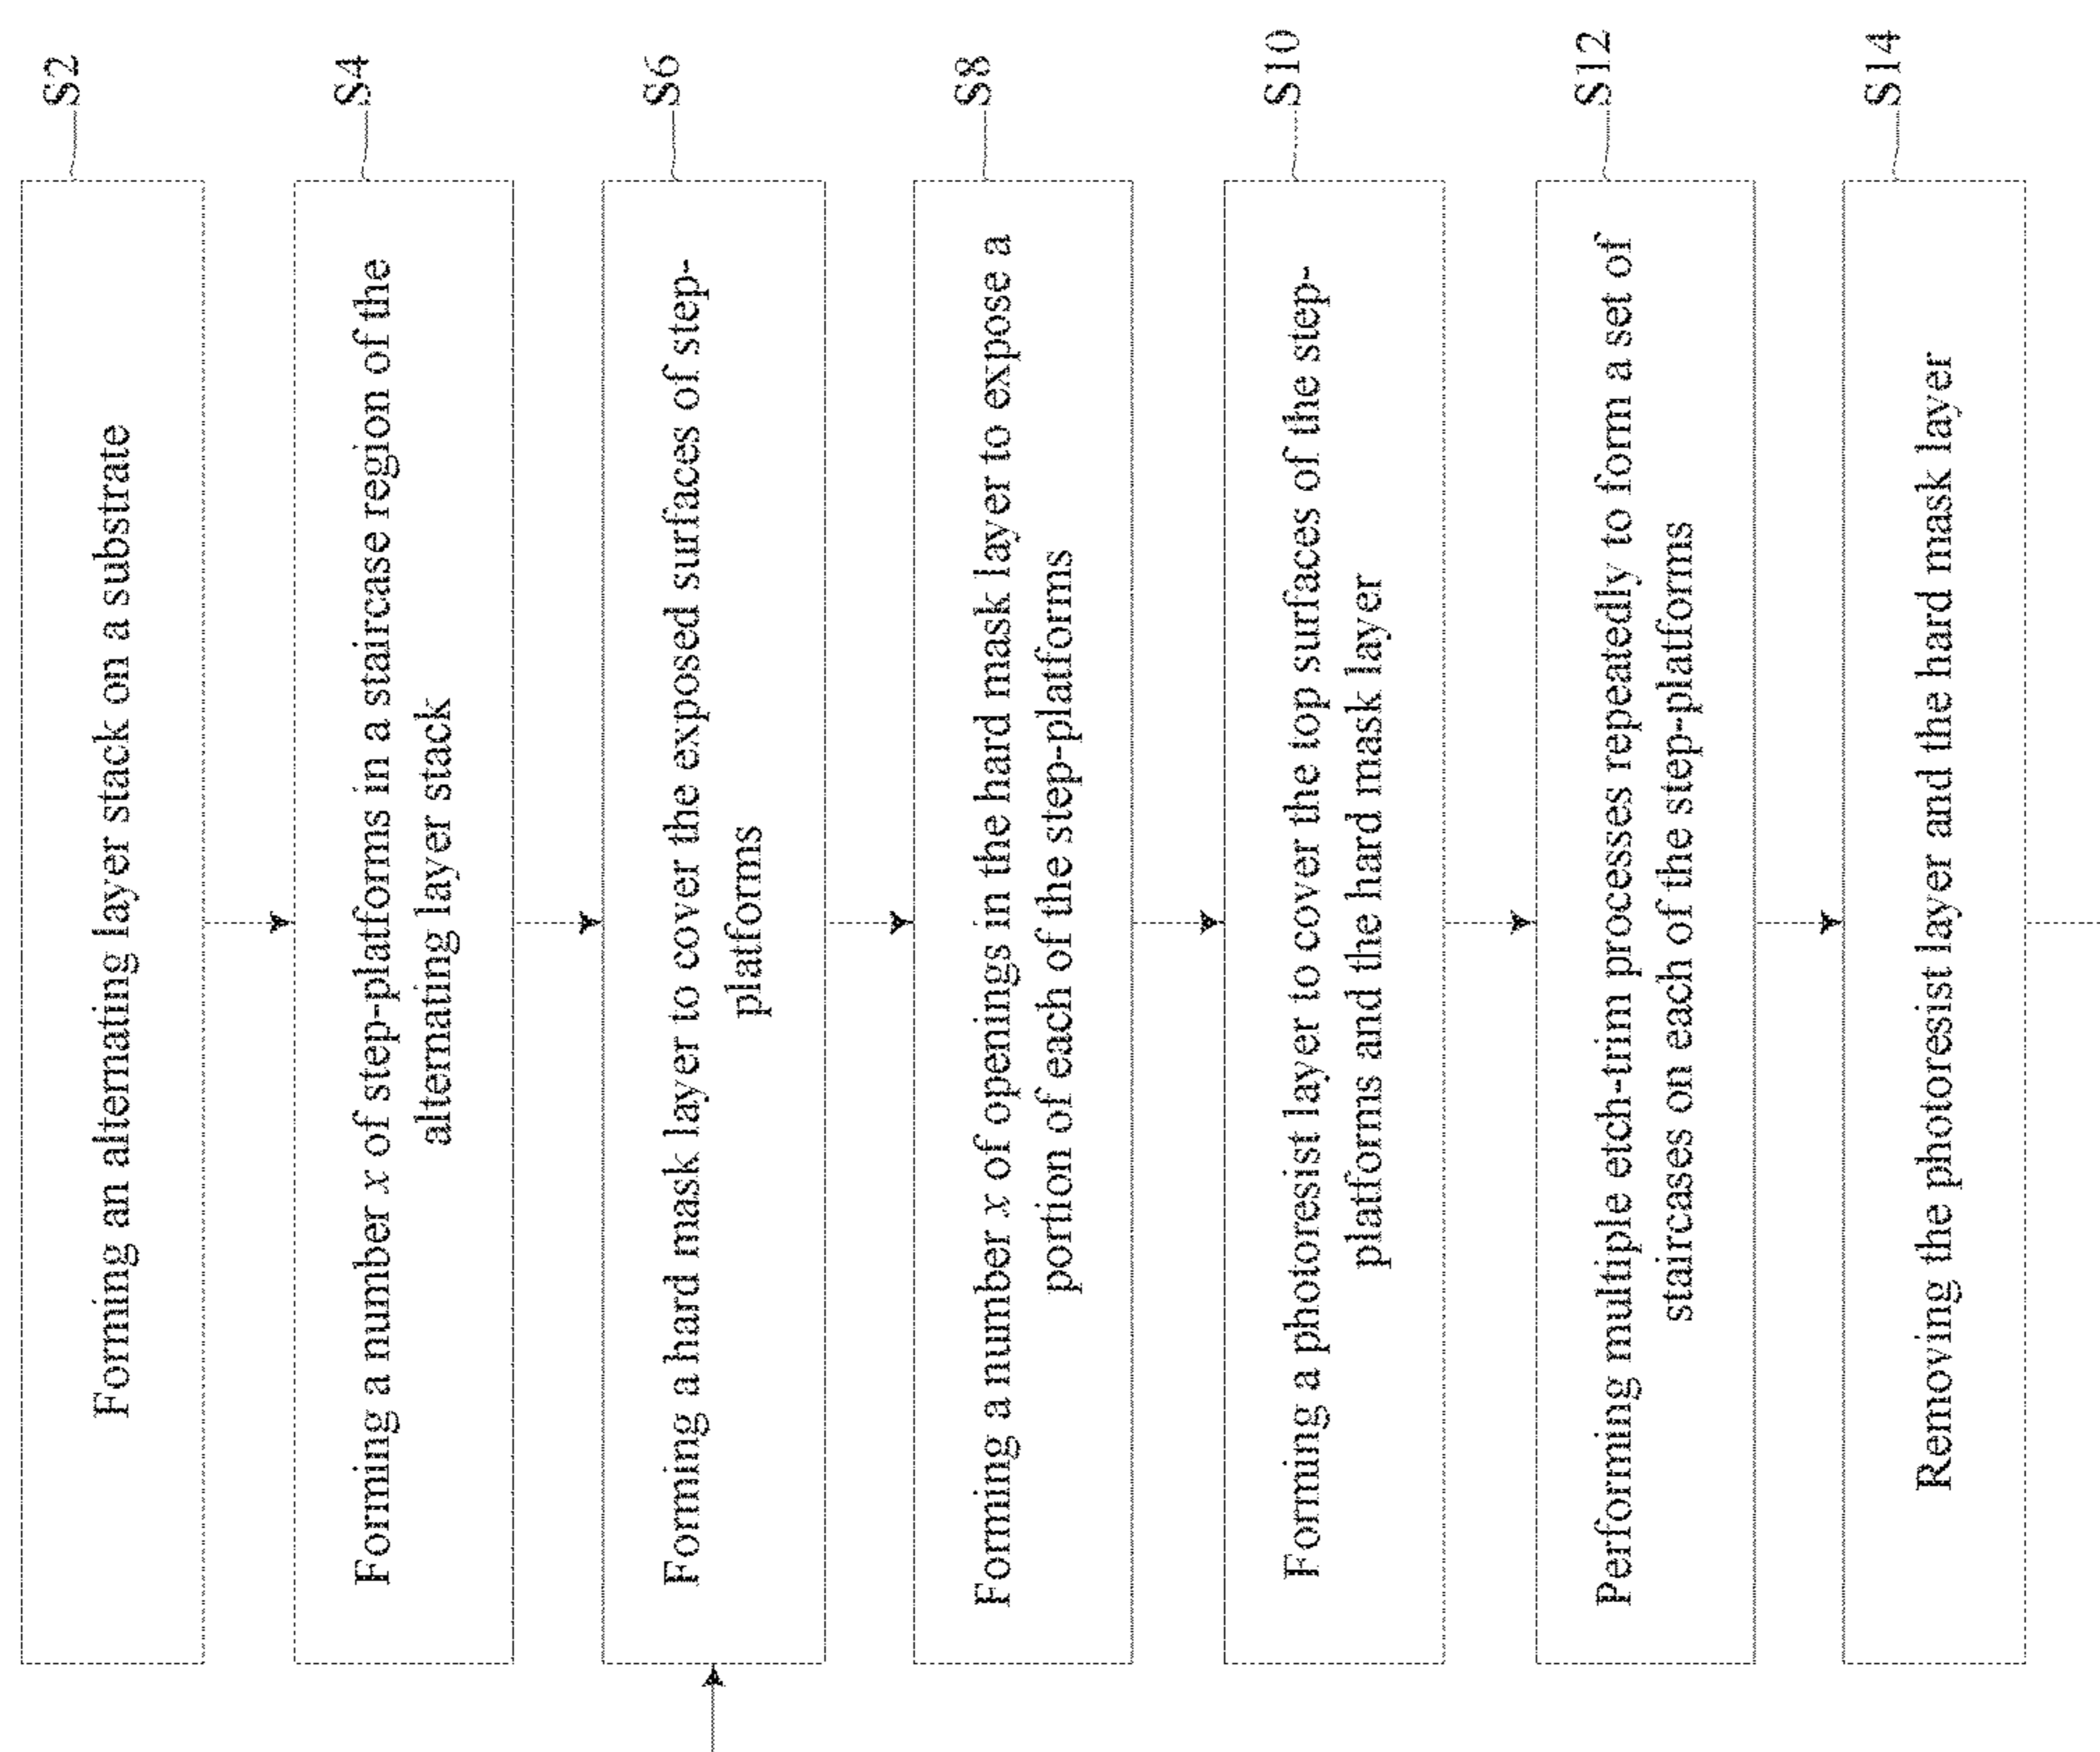 S2
Forming an alternating layer stack on a substrate
S4
Forming a number x of step-platforms in a staircase region of the
alternating layer stack
S6
Forming a hard mask layer to cover the exposed surfaces of step-
platforms
S8
Forming a number x of openings in the hard mask layer to expose a
portion of each of the step-platforms
S10
Forming a photoresist layer to cover the top surfaces of the step-
platforms and the hard mask layer
S12
Performing multiple etch-trim processes repeatedly to form a set of
staircases on each of the step-platforms
S14
Removing the photoresist layer and the hard mask layer